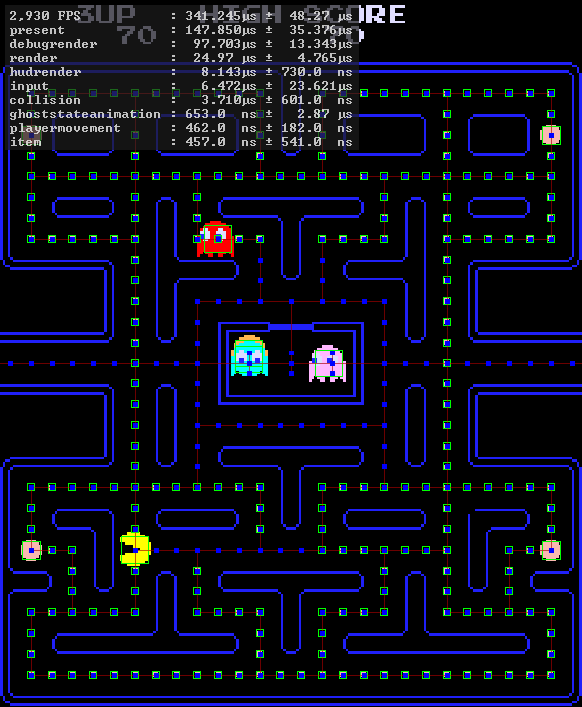 3UP HIGH SCORE
70
2,930 FPS : 341.245µs ± 48.27 µs
present : 147.850µs ± 35.376µs
debugrender : 97.703µs ± 13.343µs
render : 24.97 µs ± 4.765µs
hudrender : 8.143µs ± 730.0 ns
input : 6.472µs ± 23.621µs
collision : 3.710µs ± 601.0 ns
ghoststateanimation : 653.0 ns ± 2.87 µs
playermovement : 462.0 ns ± 182.0 ns
item : 457.0 ns ± 541.0 ns